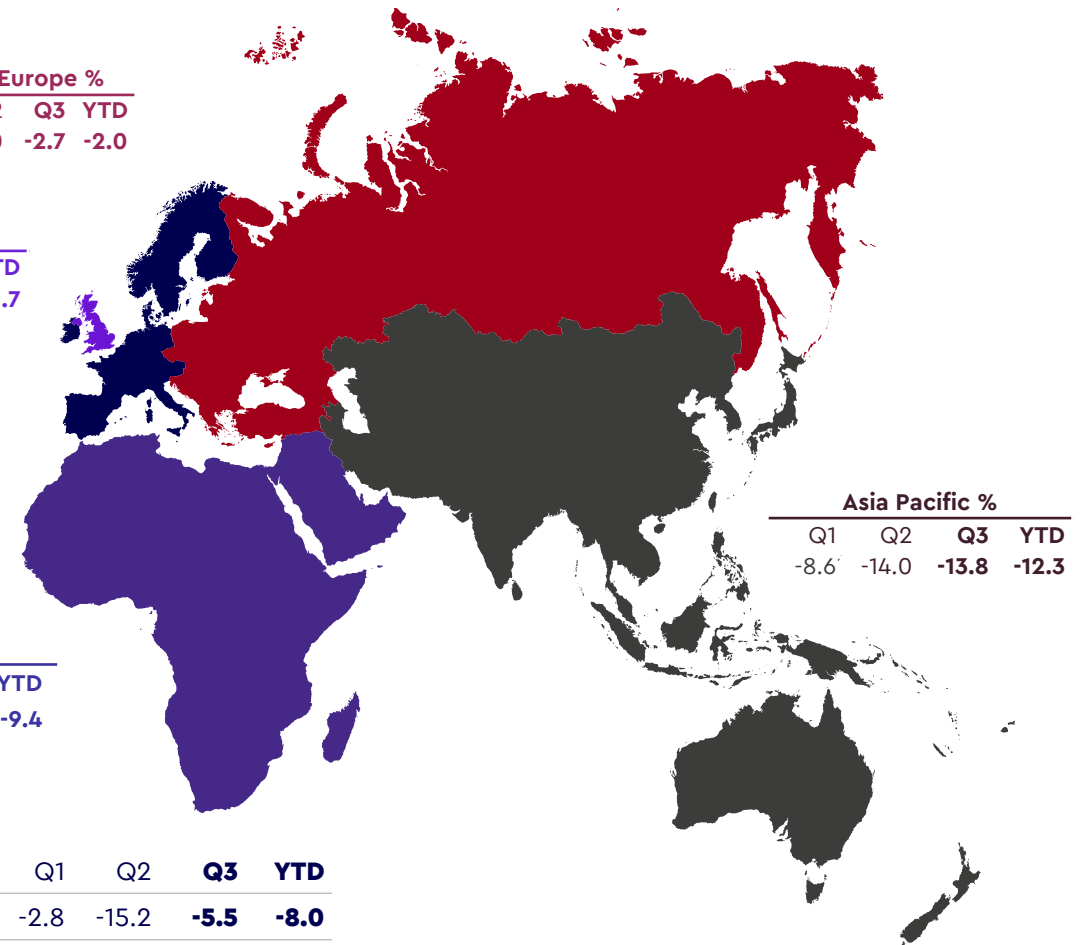 Europe %
Q3 YTD
-2.7 -2.0
.7
Asia Pacific %
Q1 Q2 Q3 YTD
-8.6 -14.0 -13.8 -12.3
YTD
-9.4
Q1 Q2 Q3 YTD
-2.8 -15.2 -5.5 -8.0